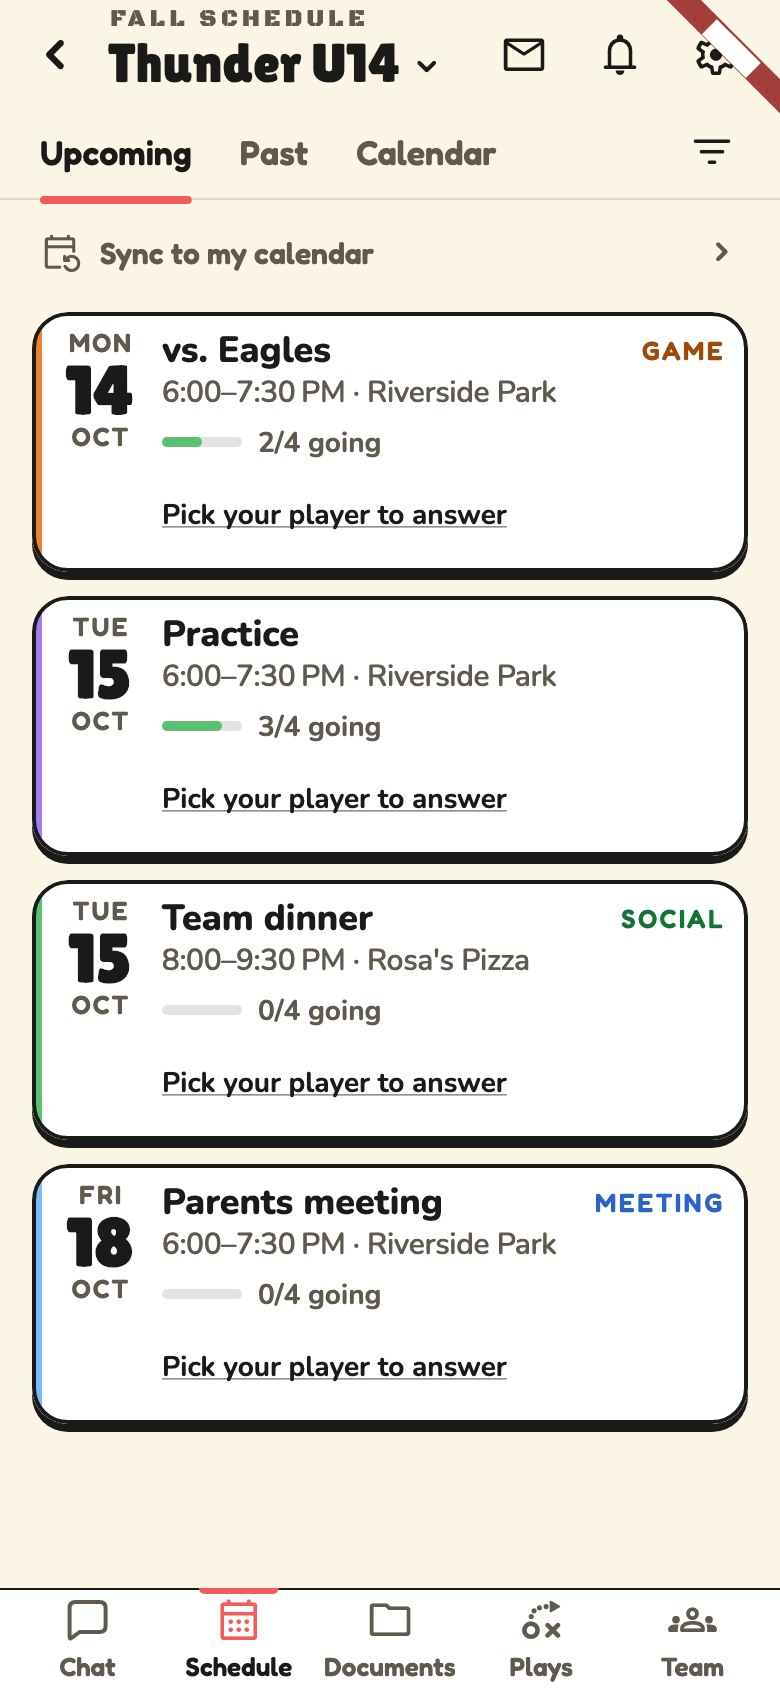 FALL SCHEDULE
Thunder U14
Upcoming Past Calendar
Sync to my calendar
MON
14
OCT
vs. Eagles
GAME
6:00–7:30 PM · Riverside Park
2/4 going
Pick your player to answer
TUE
15
OCT
Practice
6:00–7:30 PM · Riverside Park
3/4 going
Pick your player to answer
TUE
15
OCT
Team dinner
SOCIAL
8:00–9:30 PM · Rosa's Pizza
0/4 going
Pick your player to answer
FRI
18
OCT
Parents meeting
MEETING
6:00–7:30 PM · Riverside Park
0/4 going
Pick your player to answer
Chat Schedule Documents Plays Team